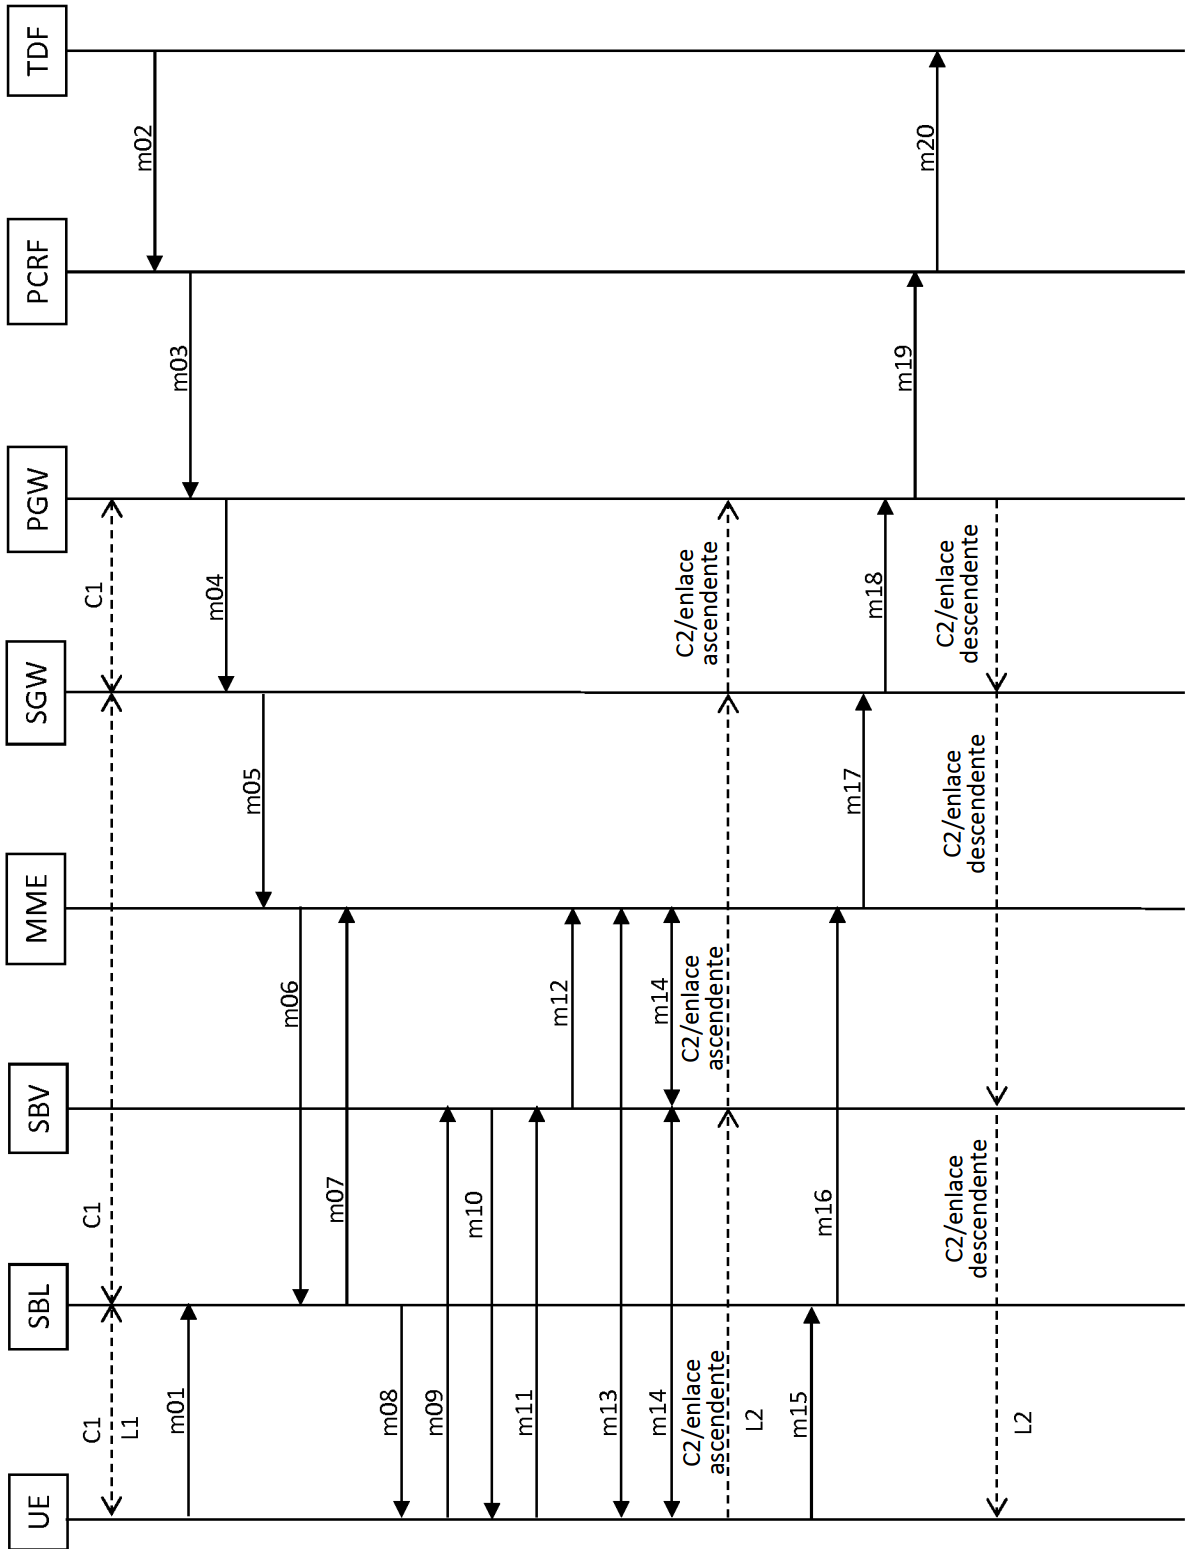 UE
SBL
SBV
MME
SGW
PGW
PCRF
TDF
C1
L1
C1
C1
m01
m02
m03
m04
m05
m06
m07
m08
m09
m10
m11
m12
m13
m14
m14
C2/enlace
ascendente
L2
C2/enlace
ascendente
C2/enlace
ascendente
m15
m16
m17
m18
m19
m20
C2/enlace
descendente
C2/enlace
descendente
C2/enlace
descendente
L2